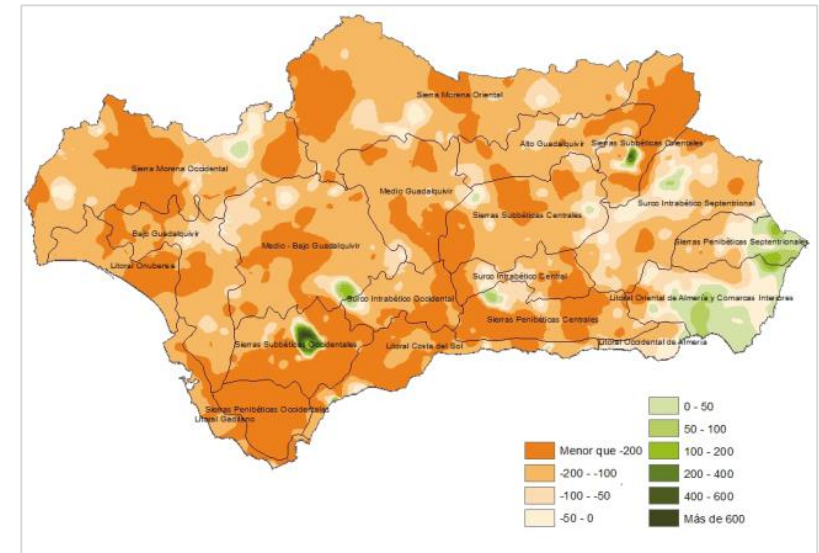 Sierra Morena Oriental
Alto Guadalquivir
Sierras Subbéticas Orientales
Sierra Morena Occidental
Medio Guadalquivir
Surco Intrabético Septentrional
Sierras Subbéticas Centrales
Bajo Guadalquivir
Medio - Bajo Guadalquivir
Sierras Penibéticas Septentrionales
Litoral Onubense
Surco Intrabético Central
Surco Intrabético Occidental
Litoral Oriental de Almería y Comarcas Interiores
Sierras Penibéticas Centrales
Sierras Subbéticas Occidentales
Litoral Costa del Sol
Litoral Occidental de Almería
Sierras Penibéticas Occidentales
Litoral Gaditano
Menor que -200
-200 - -100
-100 - -50
-50 - 0
0 - 50
50 - 100
100 - 200
200 - 400
400 - 600
Más de 600